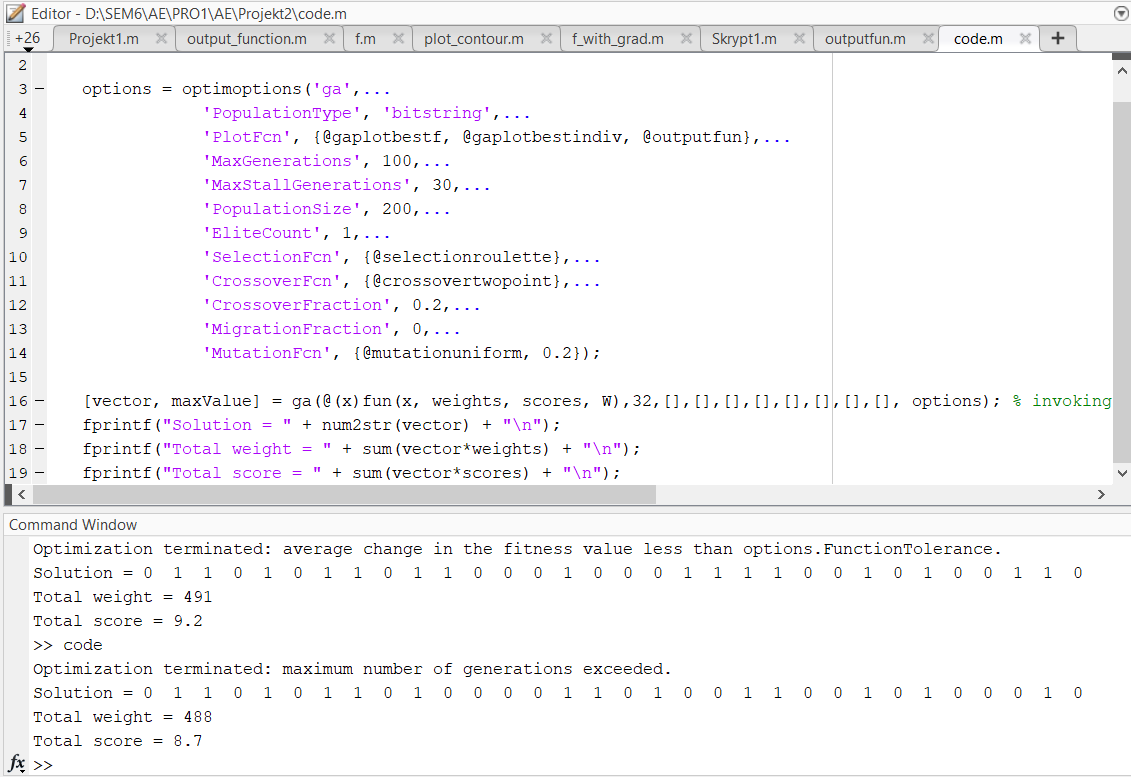 Editor - D:\SEM6\AE\PRO1\AE\Projekt2\code.m
+26 Projekt1.m output_function.m f.m plot_contour.m f_with_grad.m Skrypt1.m outputfun.m code.m +
2
3 – options = optimoptions('ga',...
4 'PopulationType', 'bitstring',...
5 'PlotFcn', {@gaplotbestf, @gaplotbestindiv, @outputfun},...
6 'MaxGenerations', 100,...
7 'MaxStallGenerations', 30,...
8 'PopulationSize', 200,...
9 'EliteCount', 1,...
10 'SelectionFcn', {@selectionroulette},...
11 'CrossoverFcn', {@crossovertwopoint},...
12 'CrossoverFraction', 0.2,...
13 'MigrationFraction', 0,...
14 'MutationFcn', {@mutationuniform, 0.2});
15
16 – [vector, maxValue] = ga(@(x)fun(x, weights, scores, W),32,[],[],[],[],[],[],[],[], options); % invoking
17 – fprintf("Solution = " + num2str(vector) + "\n");
18 – fprintf("Total weight = " + sum(vector*weights) + "\n");
19 – fprintf("Total score = " + sum(vector*scores) + "\n");
Command Window
Optimization terminated: average change in the fitness value less than options.FunctionTolerance.
Solution = 0 1 1 0 1 0 1 1 0 1 1 0 0 0 1 0 0 0 1 1 1 1 0 0 1 0 1 0 0 1 1 0
Total weight = 491
Total score = 9.2
>> code
Optimization terminated: maximum number of generations exceeded.
Solution = 0 1 1 0 1 0 1 1 0 1 0 0 0 0 1 1 0 1 0 0 1 1 0 0 1 0 1 0 0 0 1 0
Total weight = 488
Total score = 8.7
fx >>